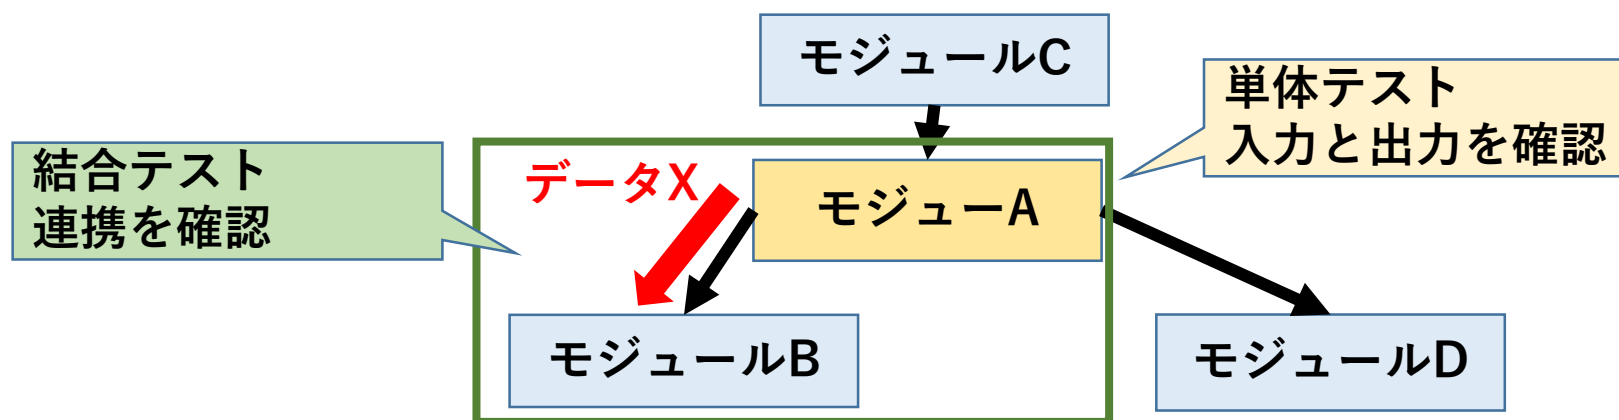 モジュールC
単体テスト
入力と出力を確認
結合テスト
連携を確認
データX
モジューA
モジュールB
モジュールD